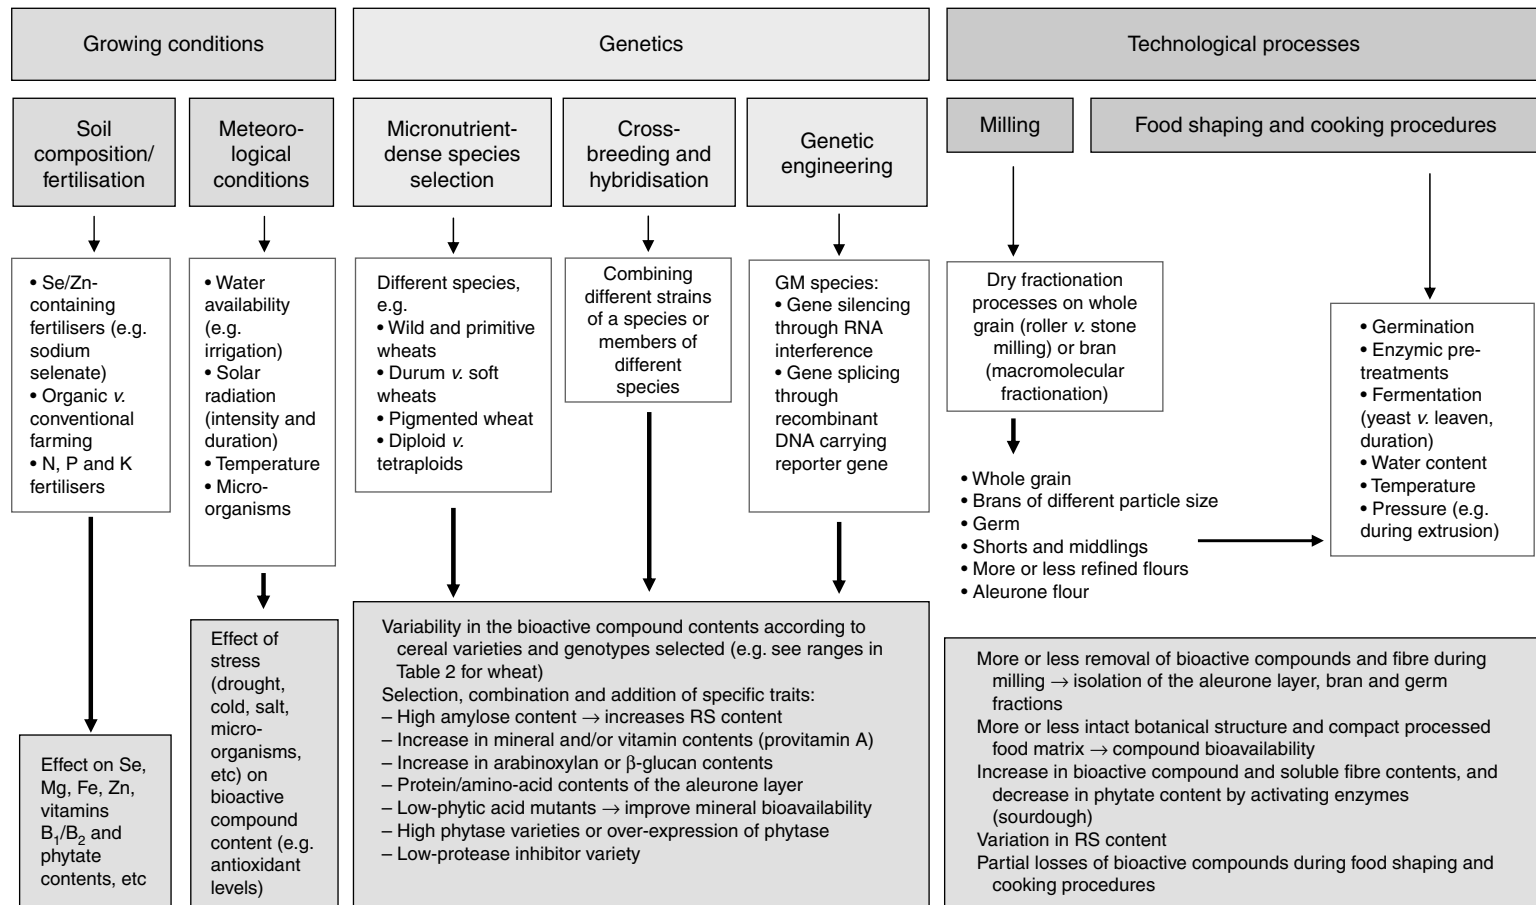 Growing conditions
Genetics
Technological processes
Soil
composition/
fertilisation
Meteoro-
logical
conditions
Micronutrient-
dense species
selection
Cross-
breeding and
hybridisation
Genetic
engineering
Milling
Food shaping and cooking procedures
• Se/Zn-
containing
fertilisers (e.g.
sodium
selenate)
• Organic v.
conventional
farming
• N, P and K
fertilisers
• Water
availability
(e.g.
irrigation)
• Solar
radiation
(intensity and
duration)
• Temperature
• Micro-
organisms
Different species,
e.g.
• Wild and primitive
wheats
• Durum v. soft
wheats
• Pigmented wheat
• Diploid v.
tetraploids
Combining
different strains
of a species or
members of
different
species
GM species:
• Gene silencing
through RNA
interference
• Gene splicing
through
recombinant
DNA carrying
reporter gene
Dry fractionation
processes on whole
grain (roller v. stone
milling) or bran
(macromolecular
fractionation)
• Whole grain
• Brans of different particle size
• Germ
• Shorts and middlings
• More or less refined flours
• Aleurone flour
• Germination
• Enzymic pre-
treatments
• Fermentation
(yeast v. leaven,
duration)
• Water content
• Temperature
• Pressure (e.g.
during extrusion)
Effect on Se,
Mg, Fe, Zn,
vitamins
B₁/B₂ and
phytate
contents, etc
Effect of
stress
(drought,
cold, salt,
micro-
organisms,
etc) on
bioactive
compound
content (e.g.
antioxidant
levels)
Variability in the bioactive compound contents according to
cereal varieties and genotypes selected (e.g. see ranges in
Table 2 for wheat)
Selection, combination and addition of specific traits:
– High amylose content → increases RS content
– Increase in mineral and/or vitamin contents (provitamin A)
– Increase in arabinoxylan or β-glucan contents
– Protein/amino-acid contents of the aleurone layer
– Low-phytic acid mutants → improve mineral bioavailability
– High phytase varieties or over-expression of phytase
– Low-protease inhibitor variety
More or less removal of bioactive compounds and fibre during
milling → isolation of the aleurone layer, bran and germ
fractions
More or less intact botanical structure and compact processed
food matrix → compound bioavailability
Increase in bioactive compound and soluble fibre contents, and
decrease in phytate content by activating enzymes
(sourdough)
Variation in RS content
Partial losses of bioactive compounds during food shaping and
cooking procedures